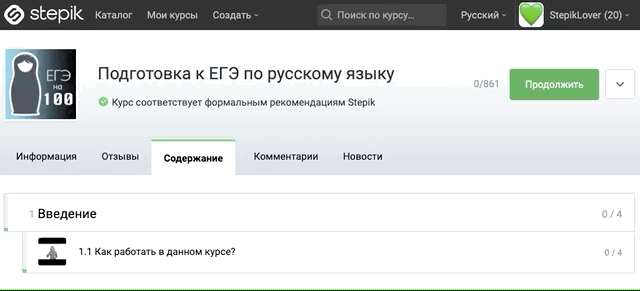 stepik Каталог Мои курсы Создать Поиск по курсу... Русский StepikLover (20)
ЕГЭ
на
100
Подготовка к ЕГЭ по русскому языку
0/861 Продолжить
Курс соответствует формальным рекомендациям Stepik
Информация Отзывы Содержание Комментарии Новости
1 Введение 0 / 4
1.1 Как работать в данном курсе? 0 / 4